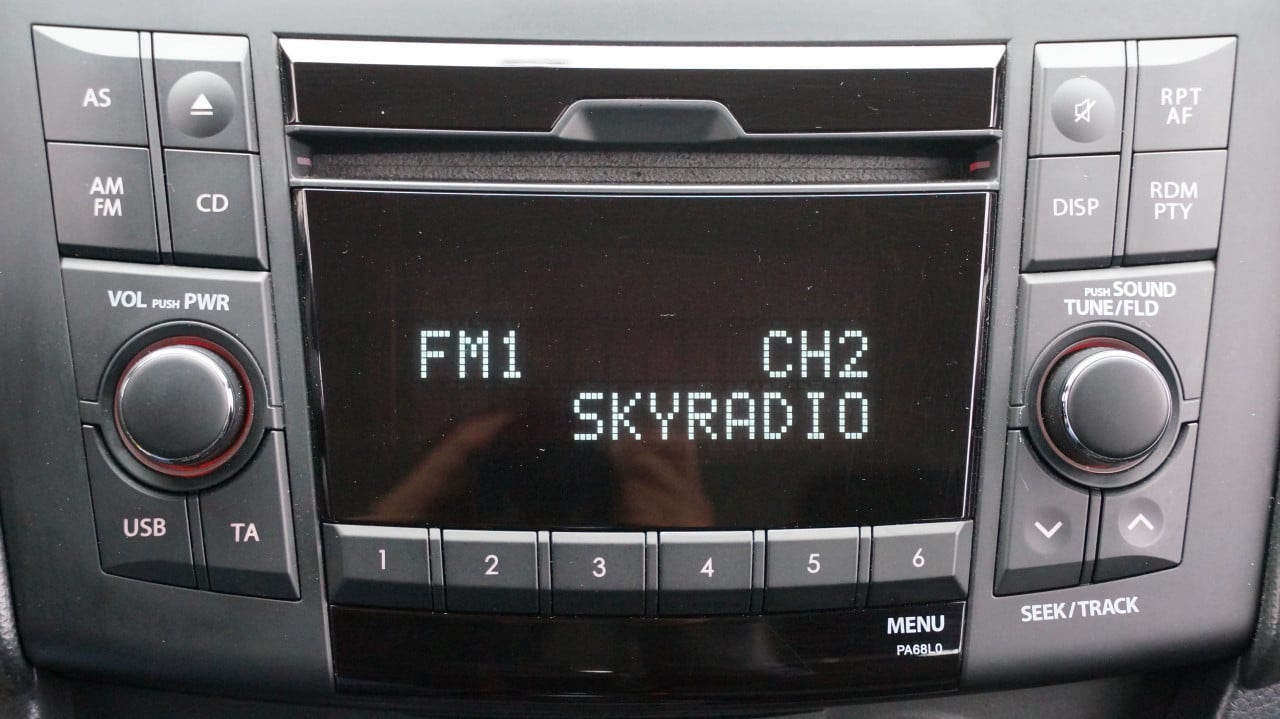 AS
AM
FM
CD
VOL PUSH PWR
USB
TA
FM1 CH2
SKYRADIO
1 2 3 4 5 6
MENU
PA68L0
RPT
AF
DISP
RDM
PTY
PUSH SOUND
TUNE/FLD
SEEK/TRACK